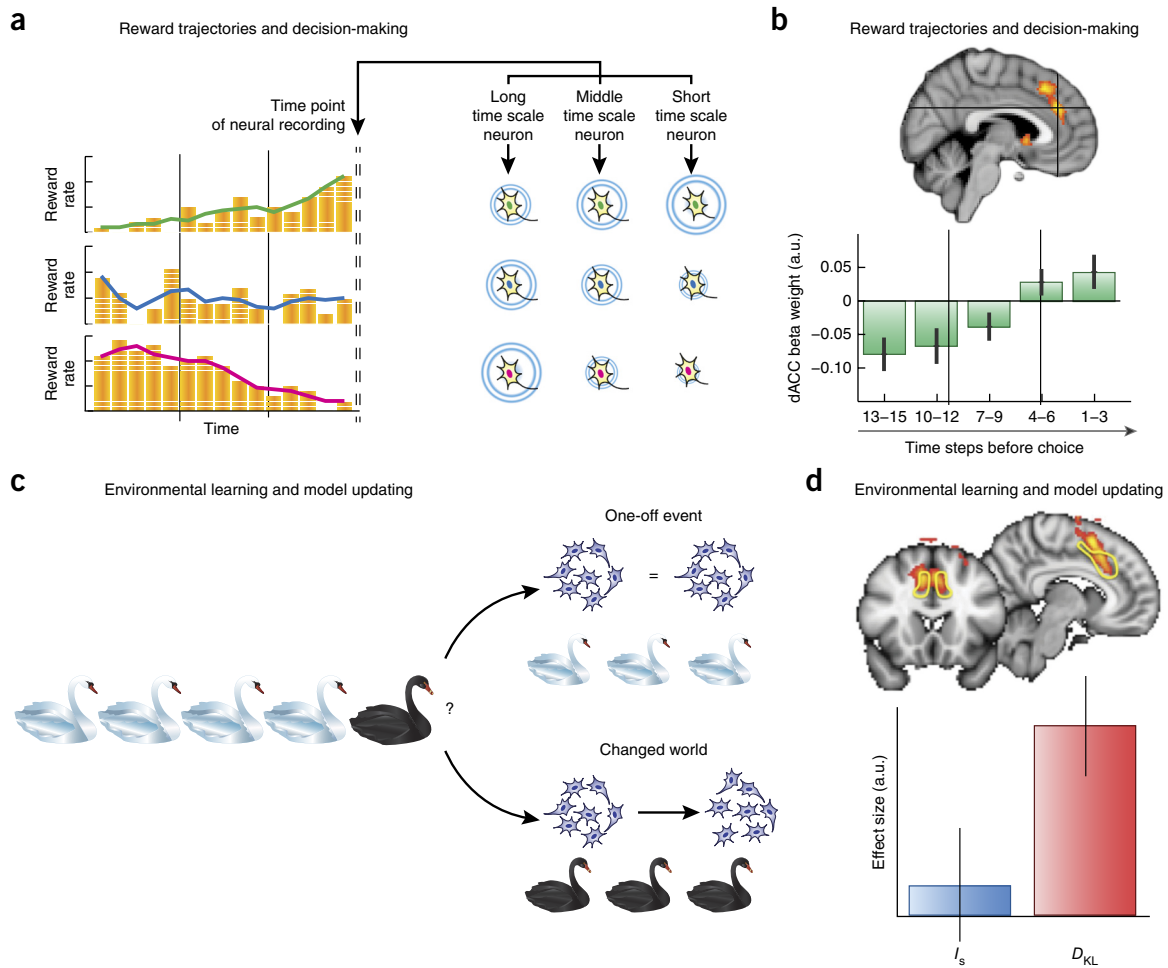 a
Reward trajectories and decision-making
Time point
of neural recording
Long
time scale
neuron
Middle
time scale
neuron
Short
time scale
neuron
Reward
rate
Reward
rate
Reward
rate
Time
b
Reward trajectories and decision-making
dACC beta weight (a.u.)
0.05
0
−0.05
−0.10
13–15 10–12 7–9 4–6 1–3
Time steps before choice
c
Environmental learning and model updating
One-off event
=
?
Changed world
d
Environmental learning and model updating
Effect size (a.u.)
Is DKL